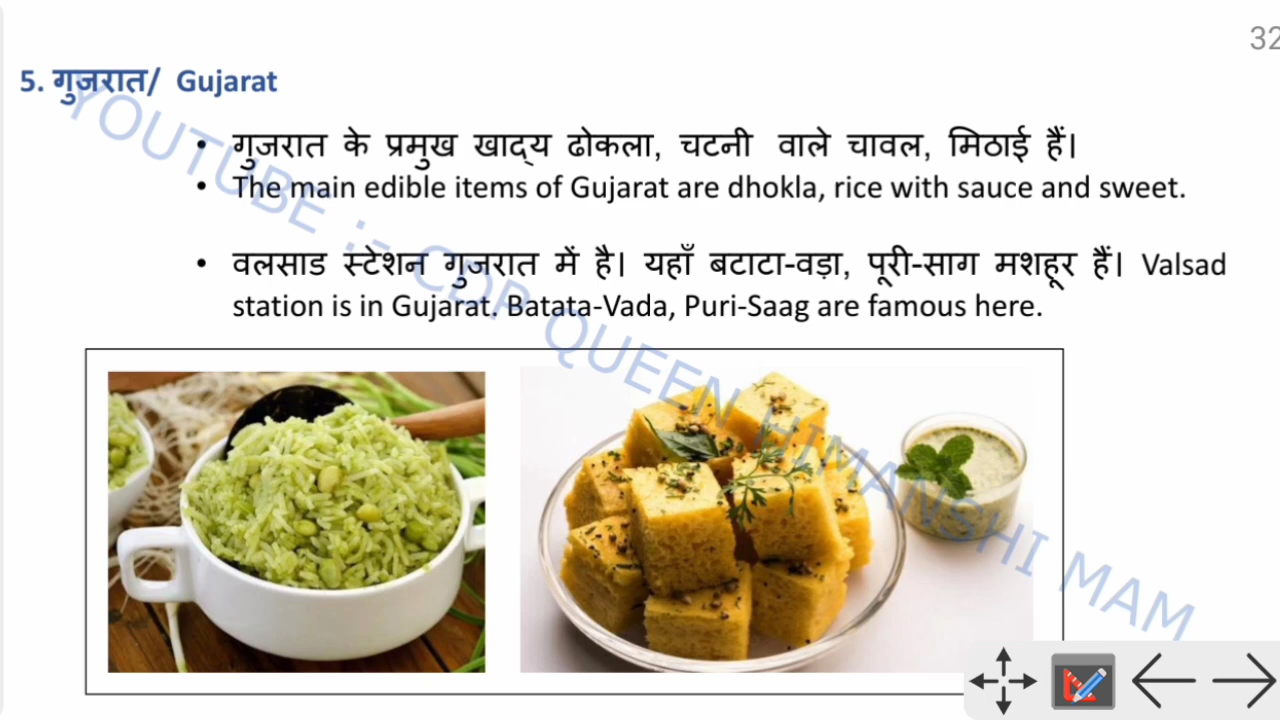 32
5. गुजरात/ Gujarat
• गुजरात के प्रमुख खाद्य ढोकला, चटनी वाले चावल, मिठाई हैं।
• The main edible items of Gujarat are dhokla, rice with sauce and sweet.
• वलसाड स्टेशन गुजरात में है। यहाँ बटाटा-वड़ा, पूरी-साग मशहूर हैं। Valsad
station is in Gujarat. Batata-Vada, Puri-Saag are famous here.
YOUTUBE :- CDP QUEEN HIMANSHI MAM